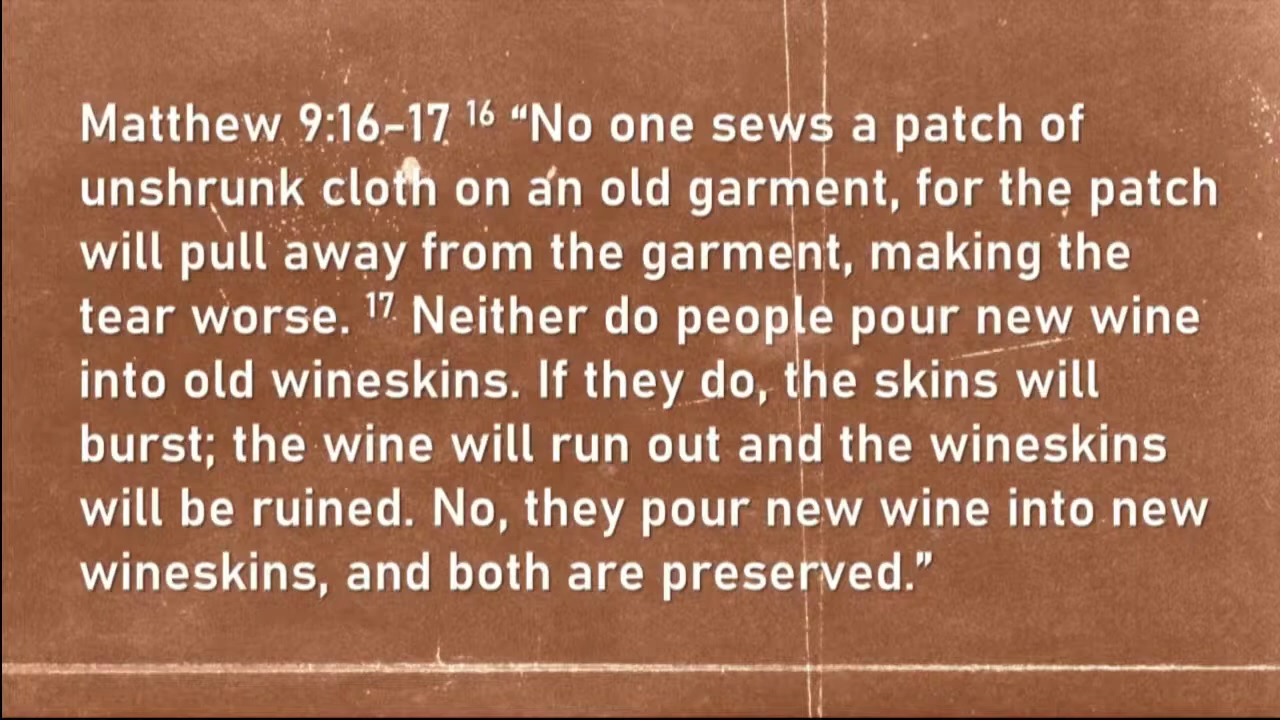 Matthew 9:16-17 16 “No one sews a patch of
unshrunk cloth on an old garment, for the patch
will pull away from the garment, making the
tear worse. 17 Neither do people pour new wine
into old wineskins. If they do, the skins will
burst; the wine will run out and the wineskins
will be ruined. No, they pour new wine into new
wineskins, and both are preserved.”